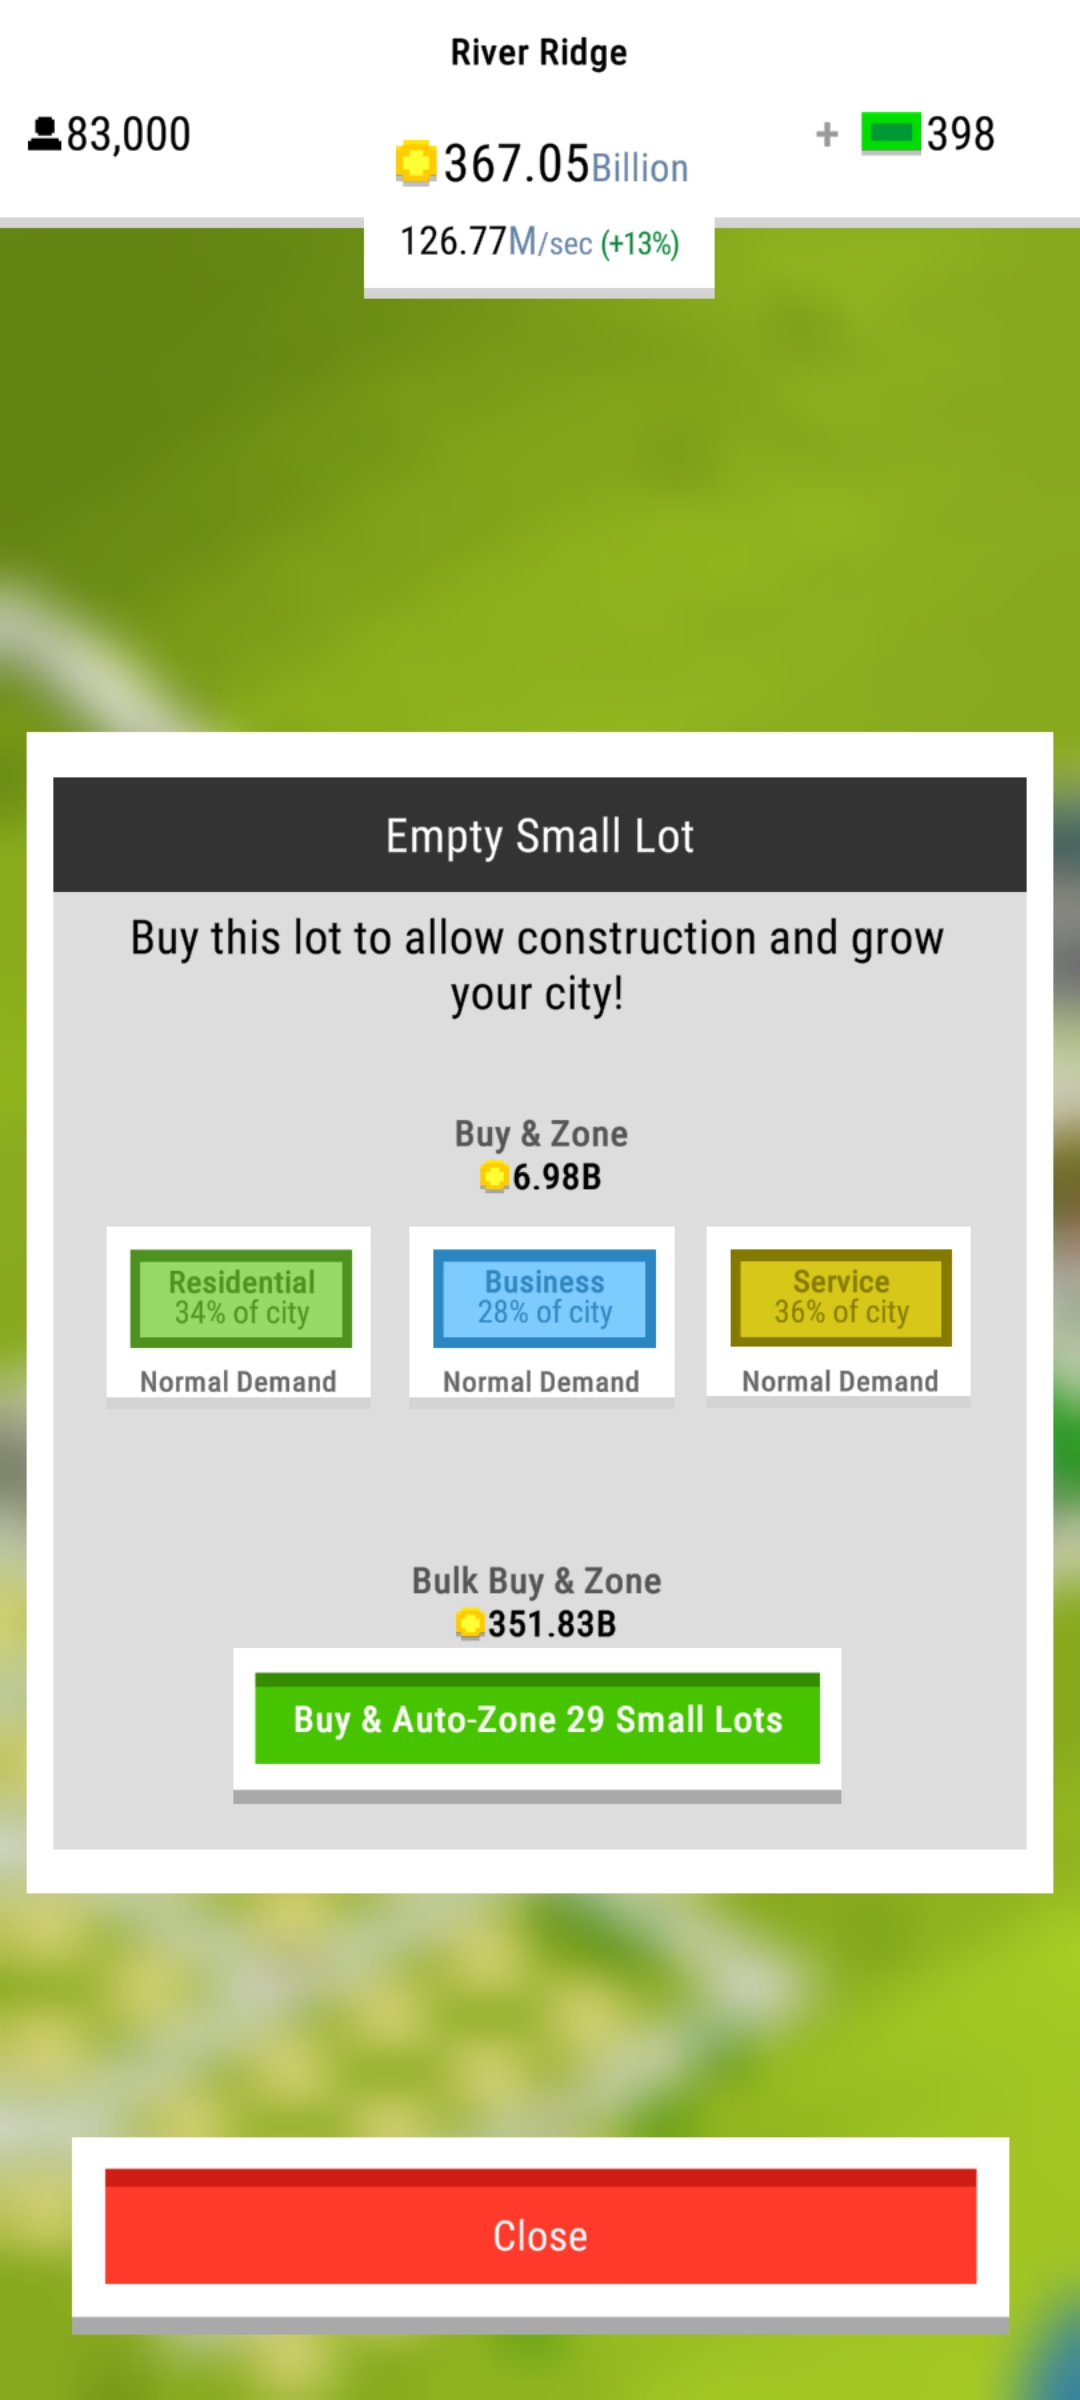 River Ridge
83,000
367.05Billion
+ 398
126.77M/sec (+13%)
Empty Small Lot
Buy this lot to allow construction and grow
your city!
Buy & Zone
6.98B
Residential
34% of city
Normal Demand
Business
28% of city
Normal Demand
Service
36% of city
Normal Demand
Bulk Buy & Zone
351.83B
Buy & Auto-Zone 29 Small Lots
Close